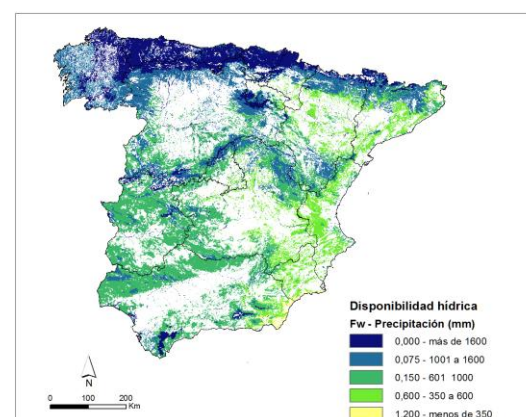 Disponibilidad hídrica
Fw - Precipitación (mm)
0,000 - más de 1600
0,075 - 1001 a 1600
0,150 - 601 1000
0,600 - 350 a 600
1,200 - menos de 350
N
0 100 200
Km